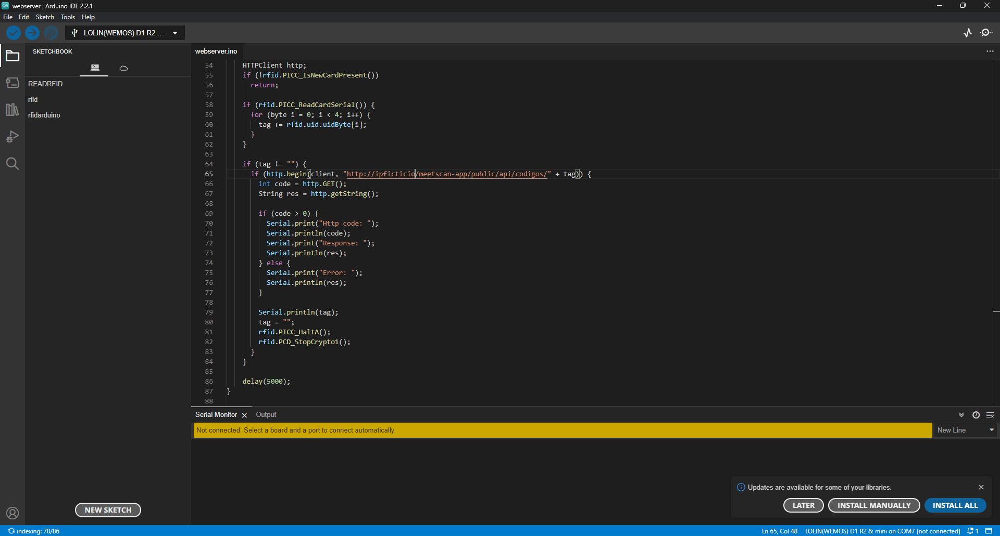 webserver | Arduino IDE 2.2.1
File Edit Sketch Tools Help
LOLIN(WEMOS) D1 R2 ...
SKETCHBOOK
READRFID
rfid
rfidarduino
NEW SKETCH
webserver.ino
54 HTTPClient http;
55 if (!rfid.PICC_IsNewCardPresent())
56 return;
57
58 if (rfid.PICC_ReadCardSerial()) {
59 for (byte i = 0; i < 4; i++) {
60 tag += rfid.uid.uidByte[i];
61 }
62 }
63
64 if (tag != "") {
65 if (http.begin(client, "http://ipficticio/meetscan-app/public/api/codigos/" + tag)) {
66 int code = http.GET();
67 String res = http.getString();
68
69 if (code > 0) {
70 Serial.print("Http code: ");
71 Serial.println(code);
72 Serial.print("Response: ");
73 Serial.println(res);
74 } else {
75 Serial.print("Error: ");
76 Serial.println(res);
77 }
78
79 Serial.println(tag);
80 tag = "";
81 rfid.PICC_HaltA();
82 rfid.PCD_StopCrypto1();
83 }
84 }
85
86 delay(5000);
87 }
88
Serial Monitor Output
Not connected. Select a board and a port to connect automatically.
New Line
Updates are available for some of your libraries.
LATER INSTALL MANUALLY INSTALL ALL
indexing: 70/86
Ln 65, Col 48 LOLIN(WEMOS) D1 R2 & mini on COM7 [not connected] 1